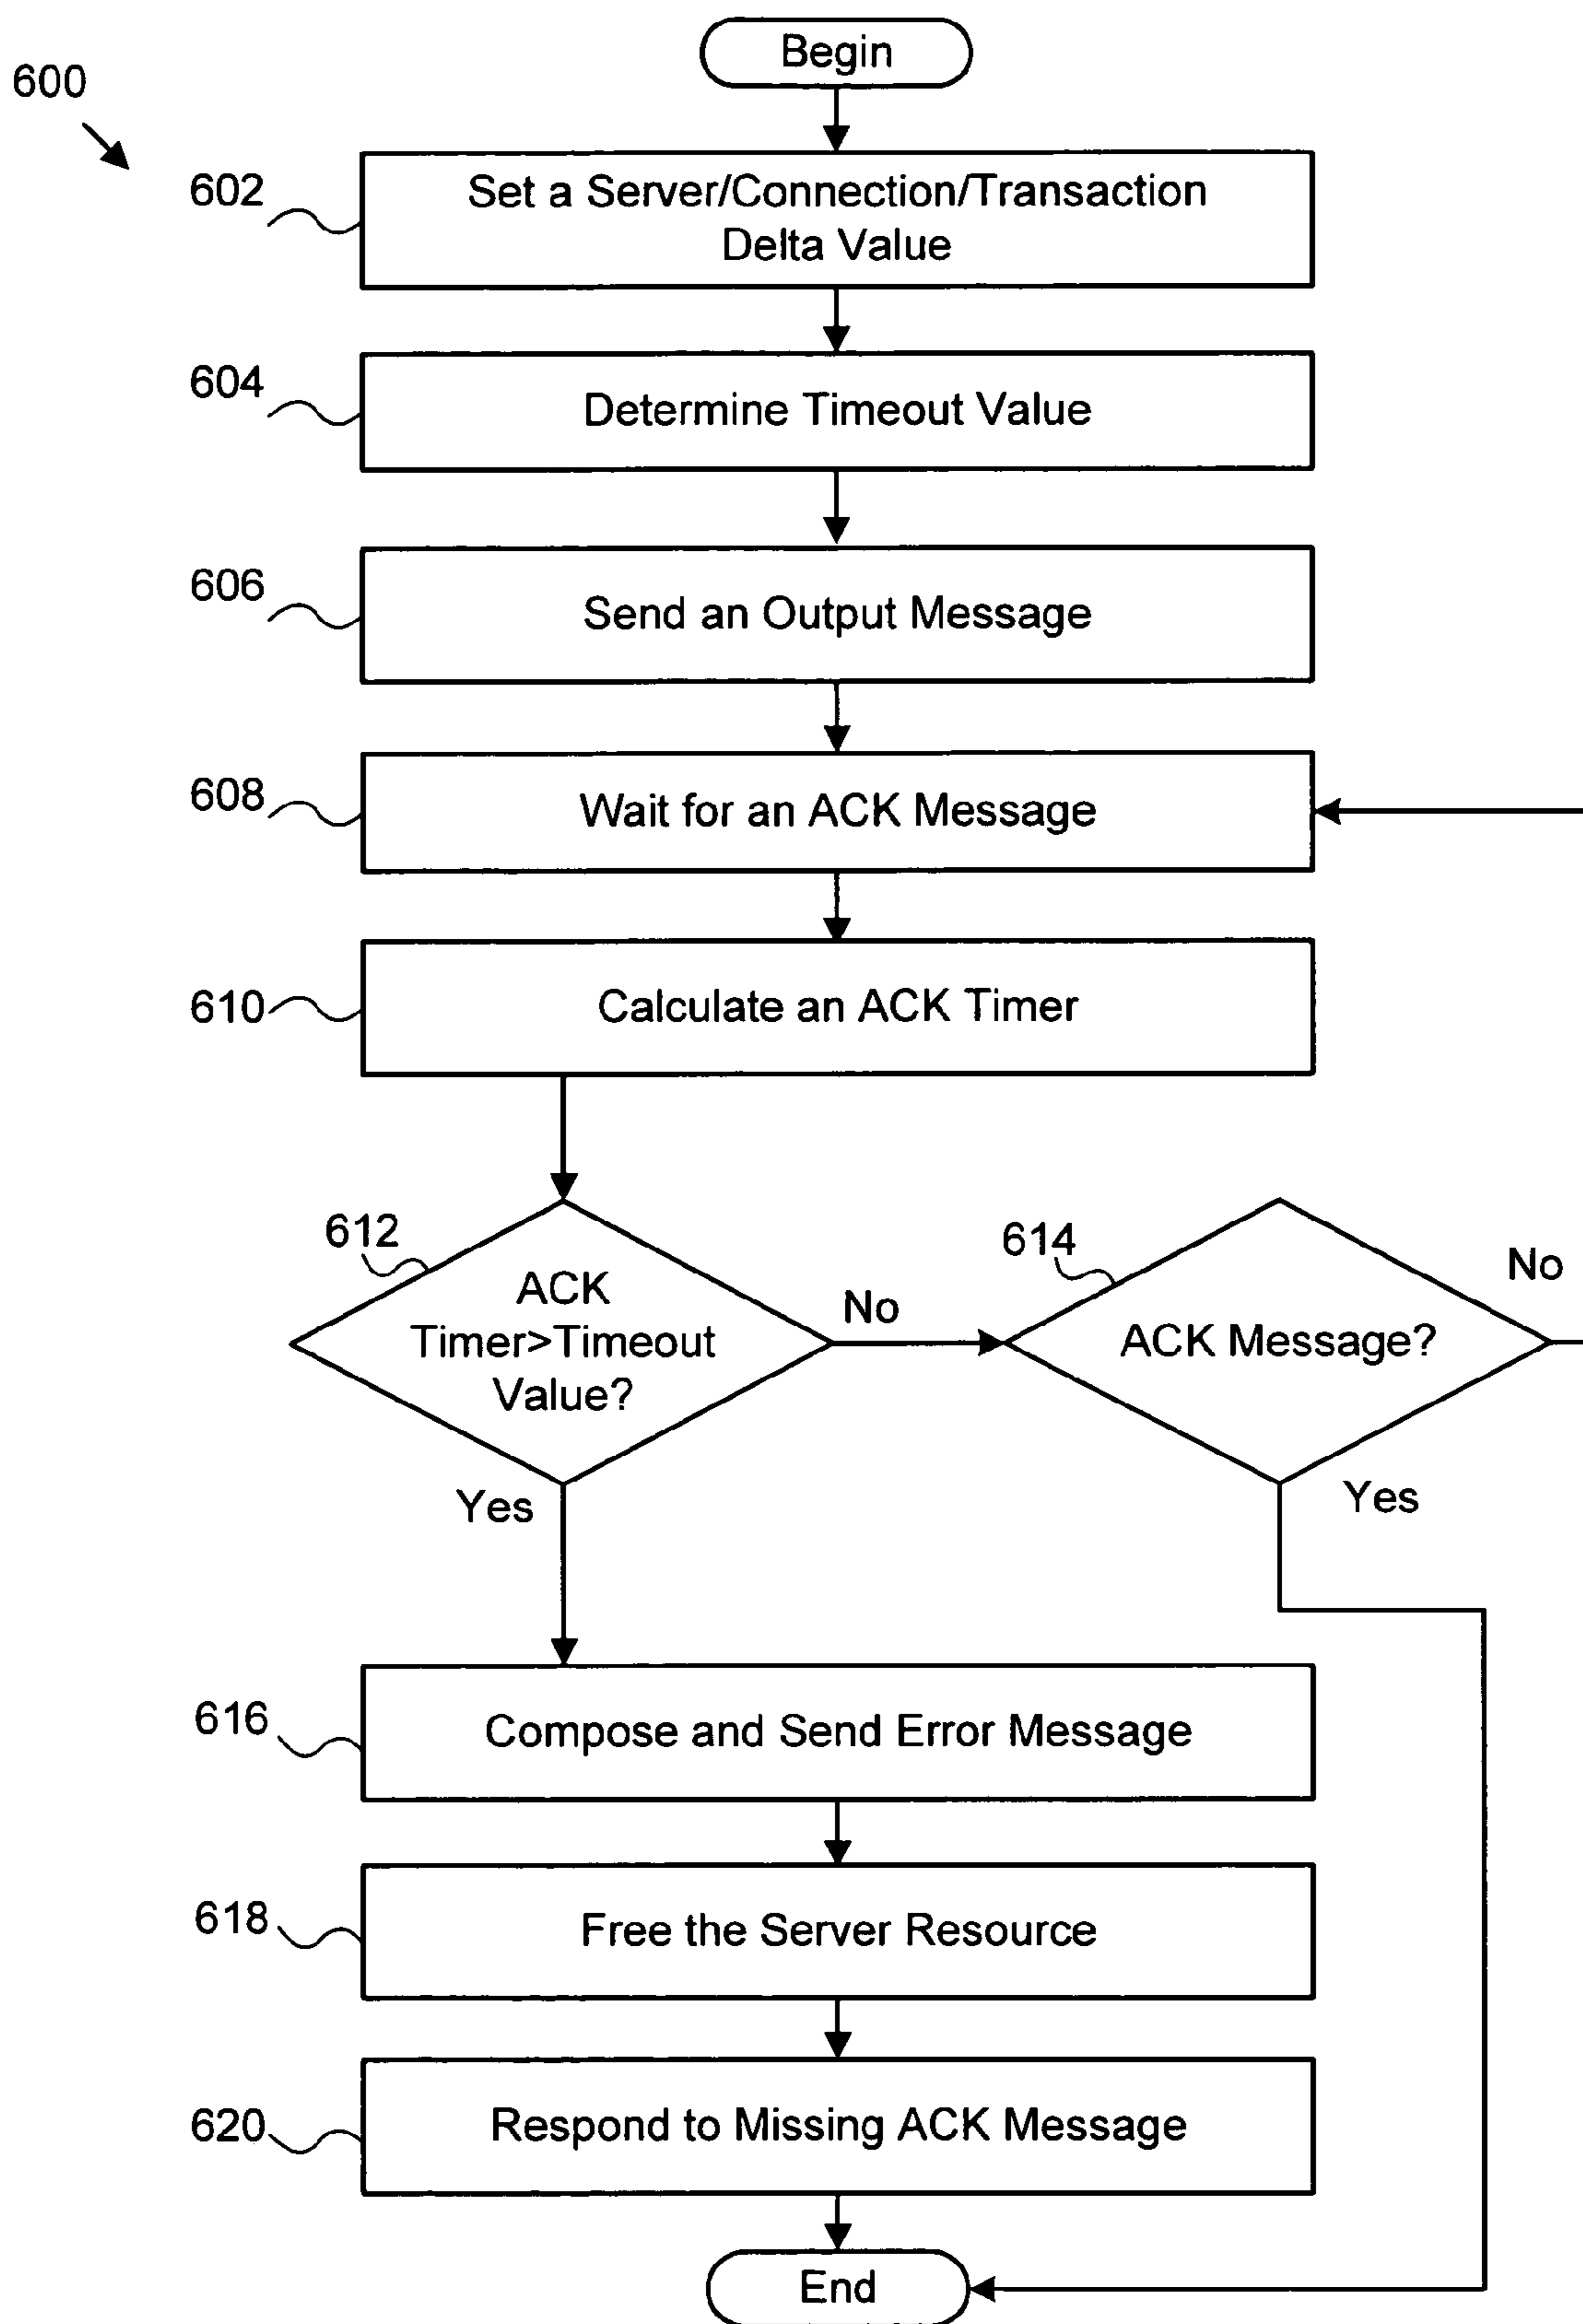 Begin
600
602
Set a Server/Connection/Transaction
Delta Value
604
Determine Timeout Value
606
Send an Output Message
608
Wait for an ACK Message
610
Calculate an ACK Timer
612
ACK
Timer>Timeout
Value?
No
614
ACK Message?
No
Yes
Yes
616
Compose and Send Error Message
618
Free the Server Resource
620
Respond to Missing ACK Message
End